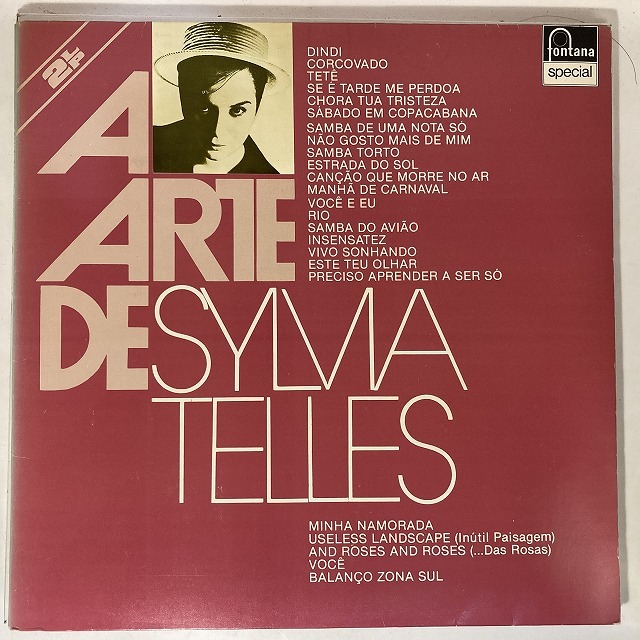 2LP
fontana
special
A
ARTE
DE SYLVIA
TELLES
DINDI
CORCOVADO
TETÊ
SE É TARDE ME PERDOA
CHORA TUA TRISTEZA
SÁBADO EM COPACABANA
SAMBA DE UMA NOTA SÓ
NÃO GOSTO MAIS DE MIM
SAMBA TORTO
ESTRADA DO SOL
CANÇÃO QUE MORRE NO AR
MANHÃ DE CARNAVAL
VOCÊ E EU
RIO
SAMBA DO AVIÃO
INSENSATEZ
VIVO SONHANDO
ESTE TEU OLHAR
PRECISO APRENDER A SER SÓ
MINHA NAMORADA
USELESS LANDSCAPE (Inútil Paisagem)
AND ROSES AND ROSES (...Das Rosas)
VOCÊ
BALANÇO ZONA SUL